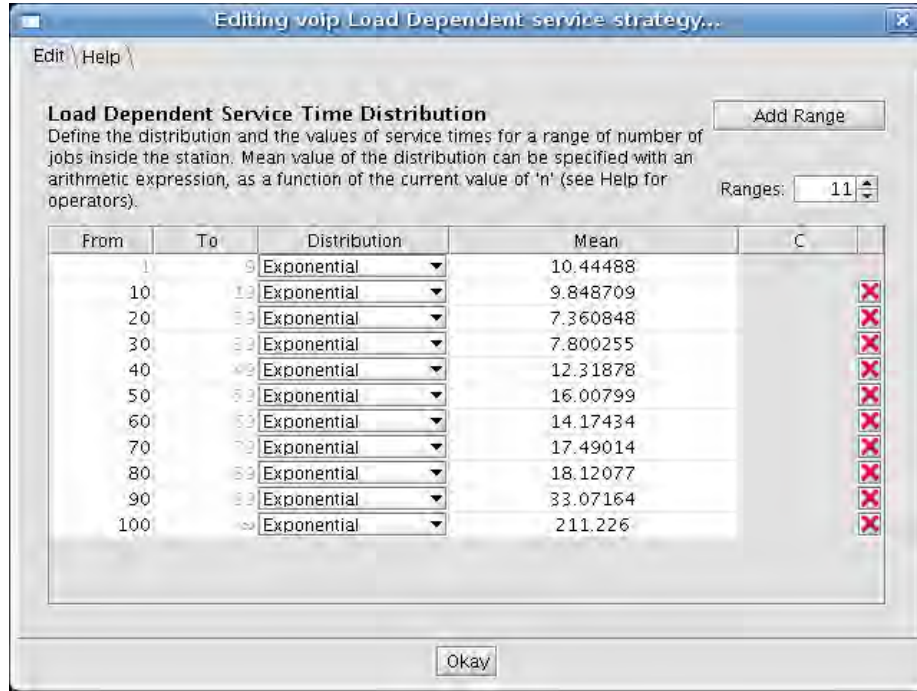 Editing voip Load Dependent service strategy...
Edit \ Help \
Load Dependent Service Time Distribution
Add Range
Define the distribution and the values of service times for a range of number of
jobs inside the station. Mean value of the distribution can be specified with an
arithmetic expression, as a function of the current value of 'n' (see Help for
operators).
Ranges: 11
From To Distribution Mean C
1 9 Exponential 10.44488
10 19 Exponential 9.848709
20 Exponential 7.360848
30 Exponential 7.800255
40 Exponential 12.31878
50 Exponential 16.00799
60 Exponential 14.17434
70 Exponential 17.49014
80 Exponential 18.12077
90 Exponential 33.07164
100 ∞ Exponential 211.226
Okay